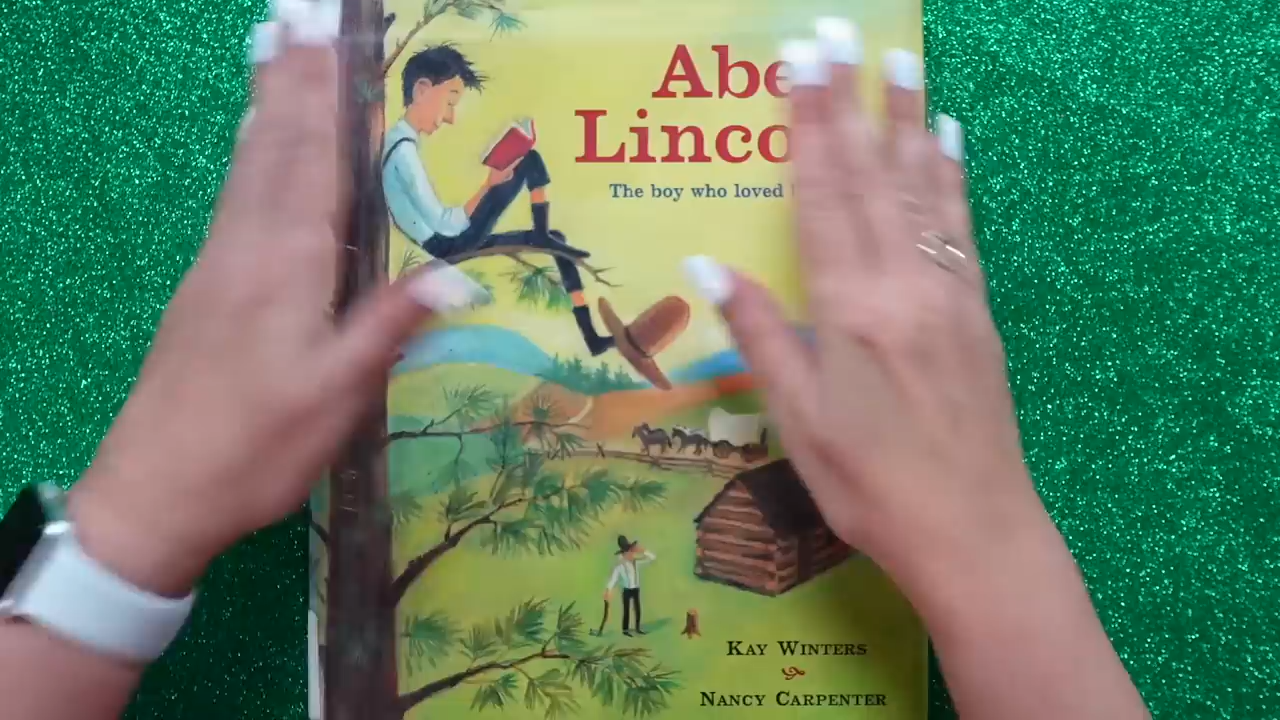 Abe
Linco
The boy who loved
KAY WINTERS
NANCY CARPENTER